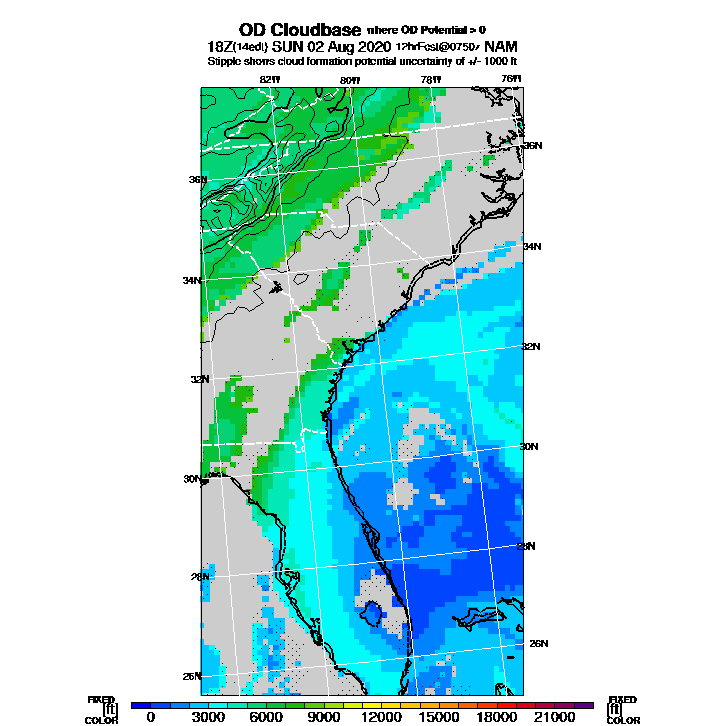 OD Cloudbase where OD Potential > 0
18Z(14edt) SUN 02 Aug 2020 12hrFcst@0750z NAM
Stipple shows cloud formation potential uncertainty of +/- 1000 ft
82W 80W 78W 76W
36N 36N
34N 34N
32N 32N
30N 30N
28N 28N
26N 26N
FIXED FIXED
[ft] 0 3000 6000 9000 12000 15000 18000 21000 [ft]
COLOR COLOR